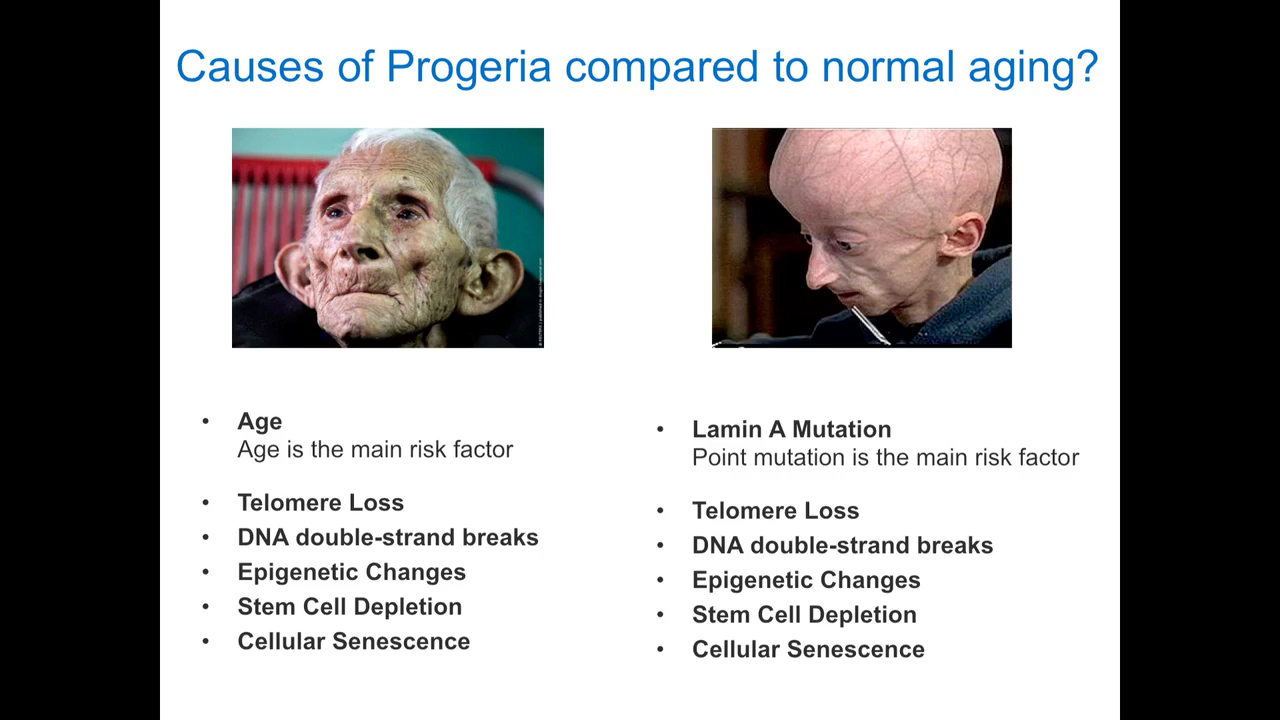 Causes of Progeria compared to normal aging?
• Age
Age is the main risk factor
• Telomere Loss
• DNA double-strand breaks
• Epigenetic Changes
• Stem Cell Depletion
• Cellular Senescence
• Lamin A Mutation
Point mutation is the main risk factor
• Telomere Loss
• DNA double-strand breaks
• Epigenetic Changes
• Stem Cell Depletion
• Cellular Senescence